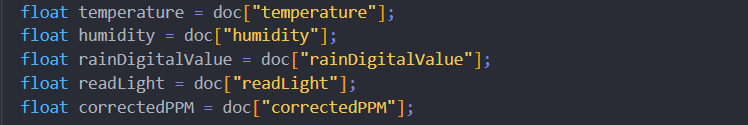 float temperature = doc["temperature"];
float humidity = doc["humidity"];
float rainDigitalValue = doc["rainDigitalValue"];
float readLight = doc["readLight"];
float correctedPPM = doc["correctedPPM"];